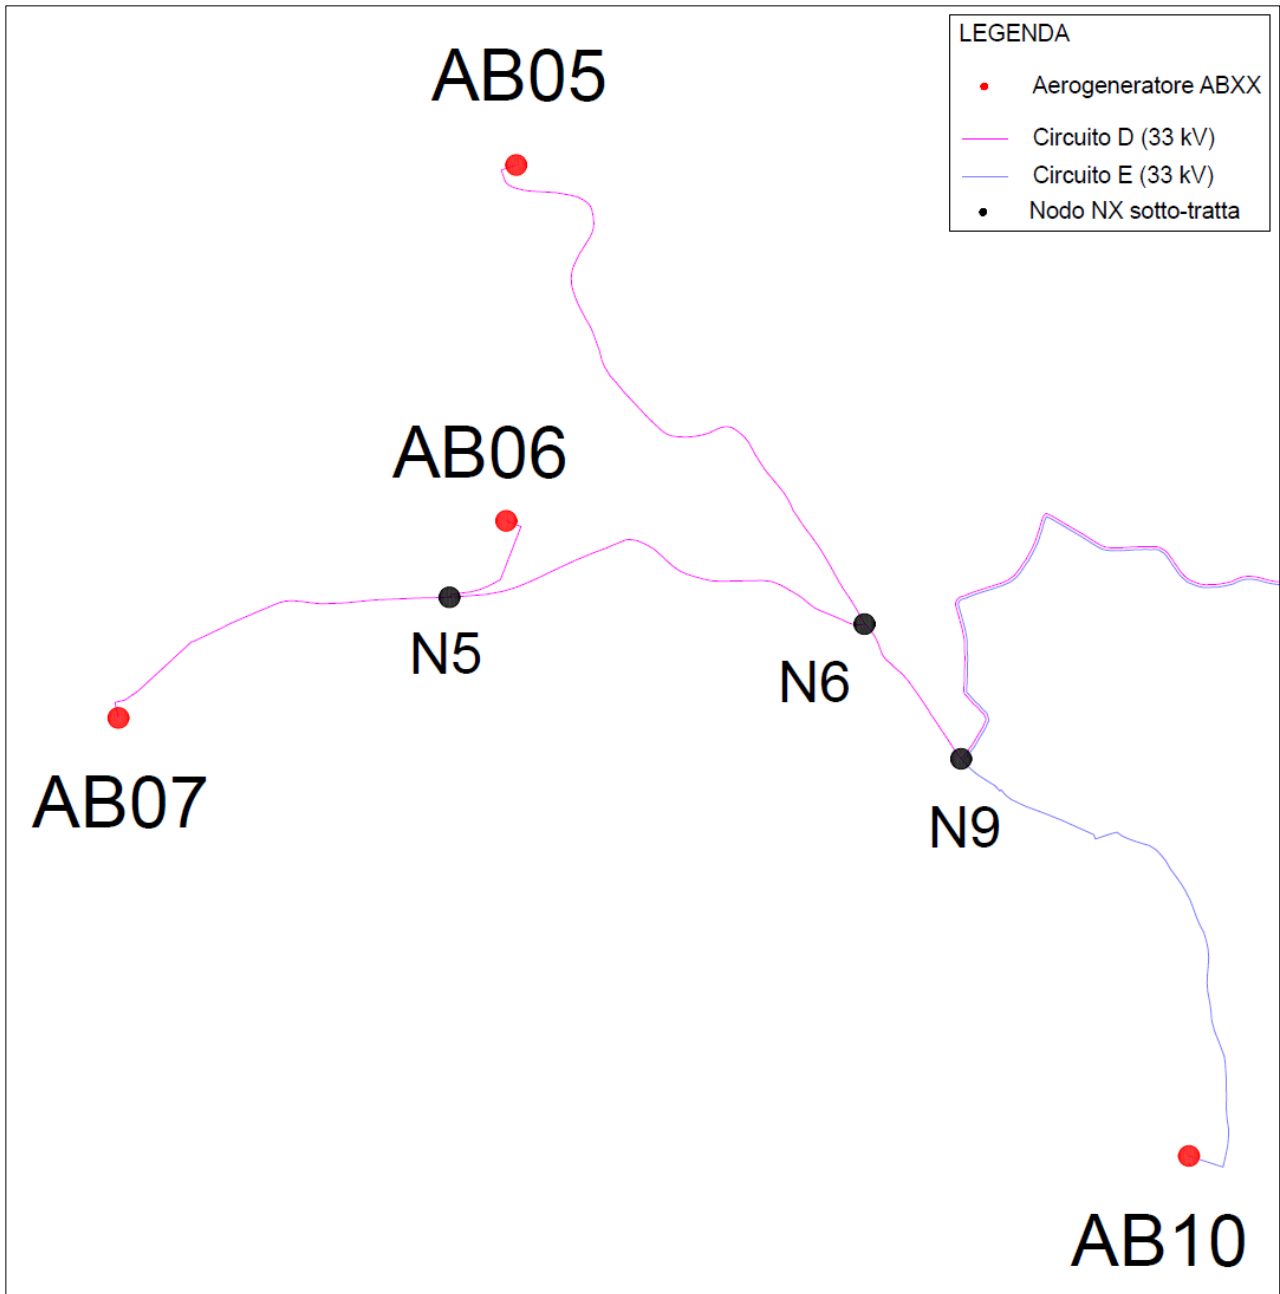 LEGENDA
Aerogeneratore ABXX
Circuito D (33 kV)
Circuito E (33 kV)
Nodo NX sotto-tratta
AB05
AB06
N5
N6
AB07
N9
AB10